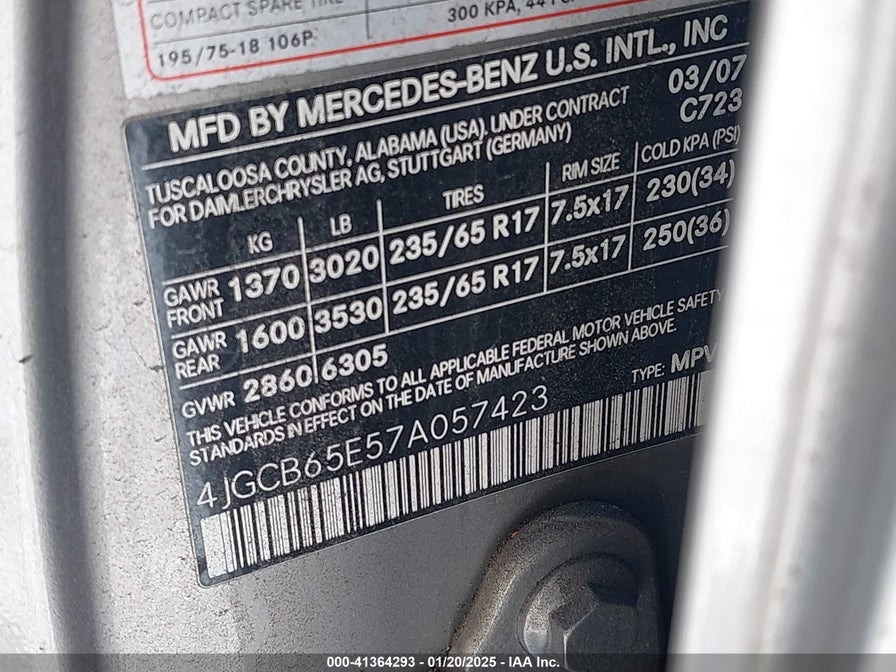 COMPACT SPARE TIRE
300 KPA, 44 PSI
195/75-18 106P
MFD BY MERCEDES-BENZ U.S. INTL., INC
03/07
TUSCALOOSA COUNTY, ALABAMA (USA), UNDER CONTRACT
C723
FOR DAIMLERCHRYSLER AG, STUTTGART (GERMANY)
KG LB TIRES RIM SIZE COLD KPA (PSI)
GAWR FRONT 1370 3020 235/65 R17 7.5x17 230(34)
GAWR REAR 1600 3530 235/65 R17 7.5x17 250(36)
GVWR 2860 6305
THIS VEHICLE CONFORMS TO ALL APPLICABLE FEDERAL MOTOR VEHICLE SAFETY
STANDARDS IN EFFECT ON THE DATE OF MANUFACTURE SHOWN ABOVE.
4JGCB65E57A057423
TYPE: MPV
000-41364293 - 01/20/2025 - IAA Inc.